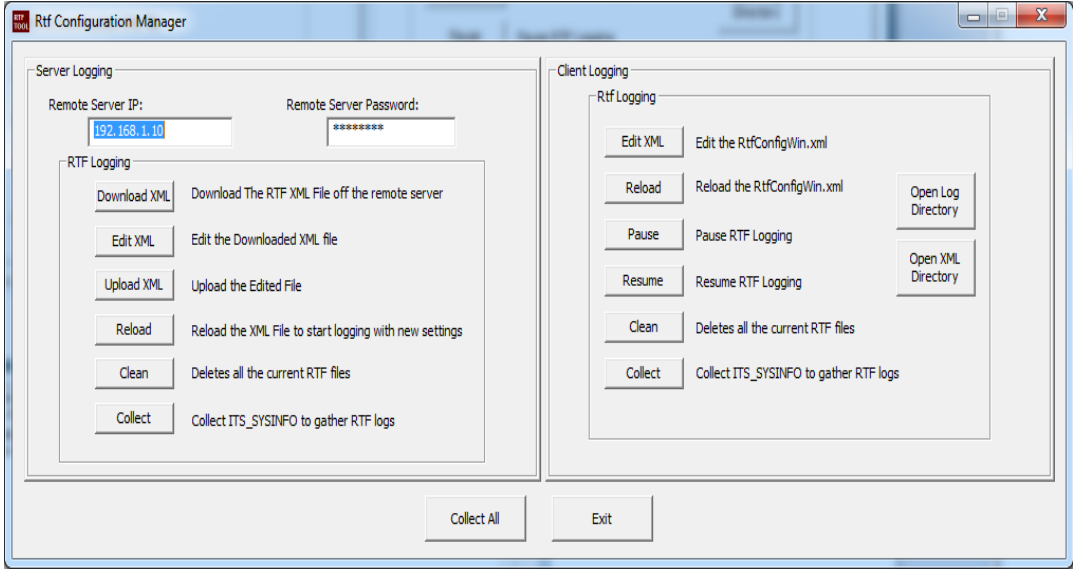 RTF
TOOL
Rtf Configuration Manager
Server Logging
Remote Server IP:
Remote Server Password:
192.168.1.10
********
RTF Logging
Download XML
Download The RTF XML File off the remote server
Edit XML
Edit the Downloaded XML file
Upload XML
Upload the Edited File
Reload
Reload the XML File to start logging with new settings
Clean
Deletes all the current RTF files
Collect
Collect ITS_SYSINFO to gather RTF logs
Client Logging
Rtf Logging
Edit XML
Edit the RtfConfigWin.xml
Reload
Reload the RtfConfigWin.xml
Pause
Pause RTF Logging
Resume
Resume RTF Logging
Clean
Deletes all the current RTF files
Collect
Collect ITS_SYSINFO to gather RTF logs
Open Log
Directory
Open XML
Directory
Collect All
Exit